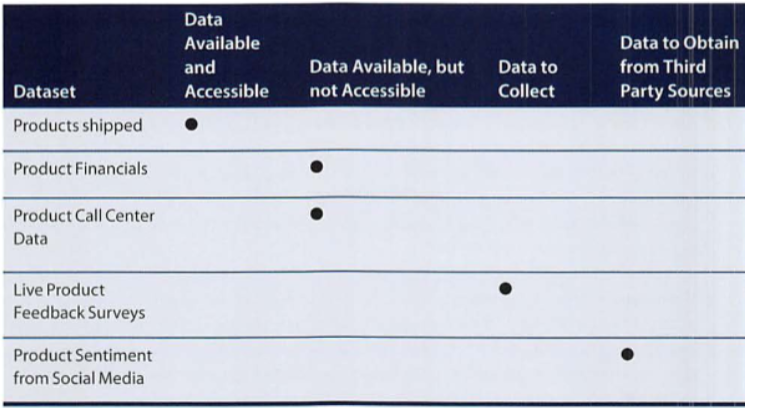 Dataset
Data
Available
and
Accessible
Data Available, but
not Accessible
Data to
Collect
Data to Obtain
from Third
Party Sources
Products shipped ●
Product Financials ●
Product Call Center ●
Data
Live Product ●
Feedback Surveys
Product Sentiment ●
from Social Media